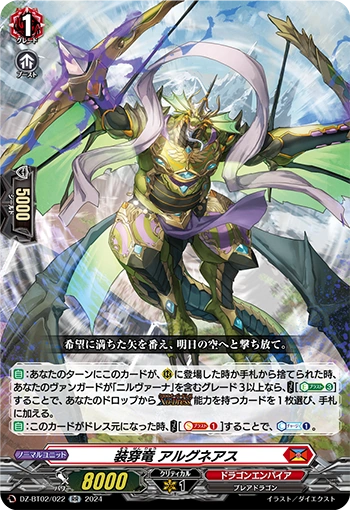 1
グレード
ブースト
5000
シールド
希望に満ちた矢を番え、明日の空へと撃ち放て。
自:あなたのターンにこのカードが、Rに登場した時か手札から捨てられた時、
あなたのヴァンガードが「ニルヴァーナ」を含むグレード3以上なら、【コスト】[ソウルブラスト3]
することで、あなたのドロップからオーバードレス能力を持つカードを1枚選び、手札
に加える。
自:このカードがドレス元になった時、【コスト】[ソウルブラスト1]することで、カウンターチャージ1。
ノーマルユニット
装穿竜 アルグネアス
パワー
8000
クリティカル
1
ドラゴンエンパイア
フレアドラゴン
DZ-BT02/022 RR 2024
イラスト/ダイエクスト